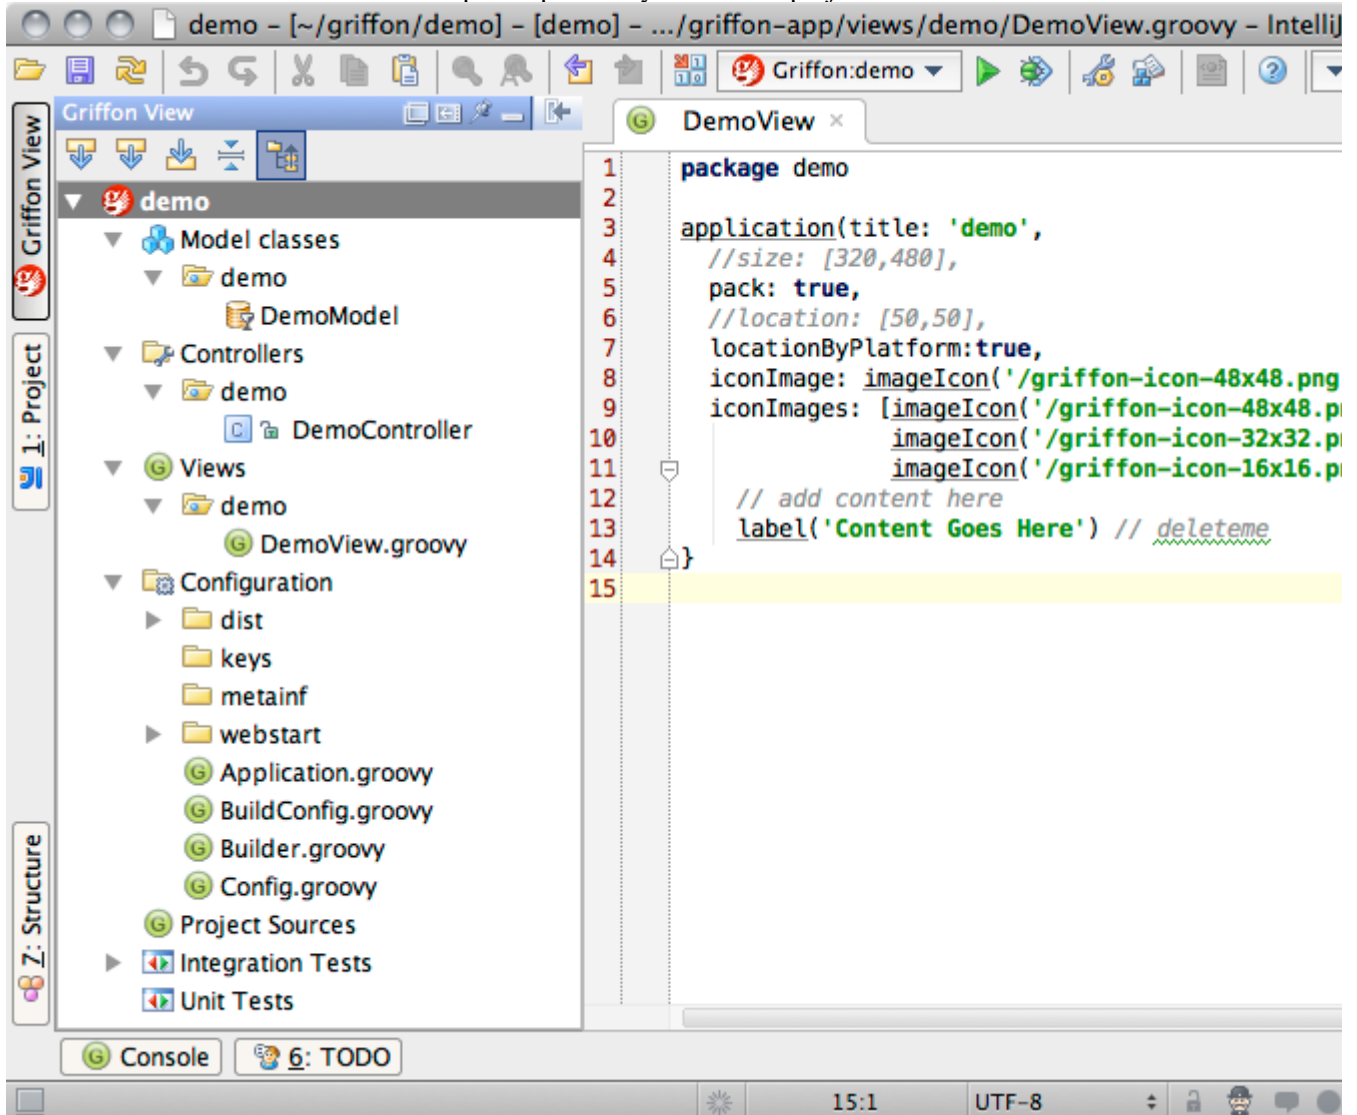 demo – [~/griffon/demo] – [demo] – .../griffon-app/views/demo/DemoView.groovy – IntelliJ
Griffon:demo
Griffon View
DemoView
Griffon View
1: Project
Z: Structure
demo
Model classes
demo
DemoModel
Controllers
demo
DemoController
Views
demo
DemoView.groovy
Configuration
dist
keys
metainf
webstart
Application.groovy
BuildConfig.groovy
Builder.groovy
Config.groovy
Project Sources
Integration Tests
Unit Tests
1 package demo
2
3 application(title: 'demo',
4 //size: [320,480],
5 pack: true,
6 //location: [50,50],
7 locationByPlatform:true,
8 iconImage: imageIcon('/griffon-icon-48x48.png
9 iconImages: [imageIcon('/griffon-icon-48x48.p
10 imageIcon('/griffon-icon-32x32.p
11 imageIcon('/griffon-icon-16x16.p
12 // add content here
13 label('Content Goes Here') // deleteme
14 }
15
Console
6: TODO
15:1
UTF-8